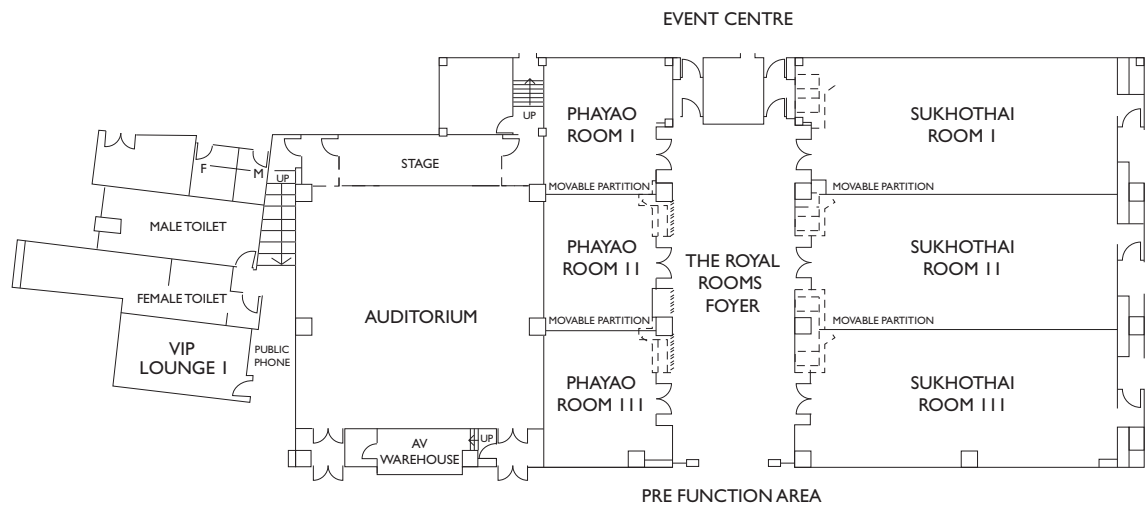 EVENT CENTRE
PHAYAO
ROOM I
SUKHOTHAI
ROOM I
UP
STAGE
F
M
UP
MOVABLE PARTITION
MOVABLE PARTITION
MALE TOILET
PHAYAO
ROOM II
THE ROYAL
ROOMS
FOYER
SUKHOTHAI
ROOM II
FEMALE TOILET
AUDITORIUM
MOVABLE PARTITION
MOVABLE PARTITION
VIP
LOUNGE I
PUBLIC
PHONE
PHAYAO
ROOM III
SUKHOTHAI
ROOM III
AV
WAREHOUSE
UP
PRE FUNCTION AREA